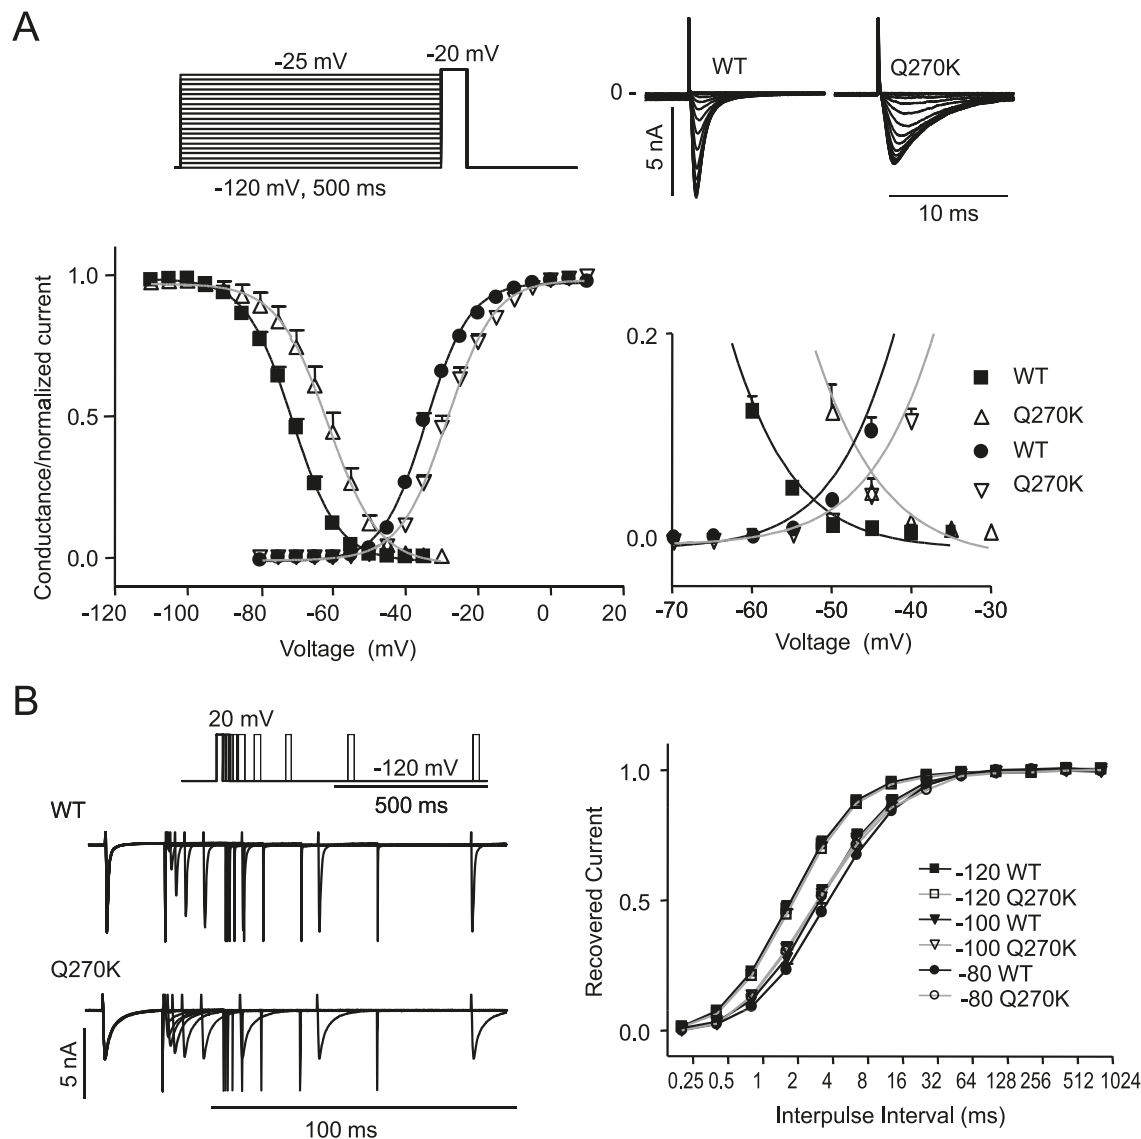 A
-25 mV
-20 mV
-120 mV, 500 ms
WT
Q270K
0 -
5 nA
10 ms
Conductance/normalized current
1.0
0.5
0.0
-120
-100
-80
-60
-40
-20
0
20
Voltage (mV)
0.2
0.1
0.0
-70
-60
-50
-40
-30
Voltage (mV)
WT
Q270K
WT
Q270K
B
20 mV
-120 mV
500 ms
WT
Q270K
5 nA
100 ms
Recovered Current
1.0
0.5
0.0
-120 WT
-120 Q270K
-100 WT
-100 Q270K
-80 WT
-80 Q270K
0.25 0.5 1 2 4 8 16 32 64 128 256 512 1024
Interpulse Interval (ms)